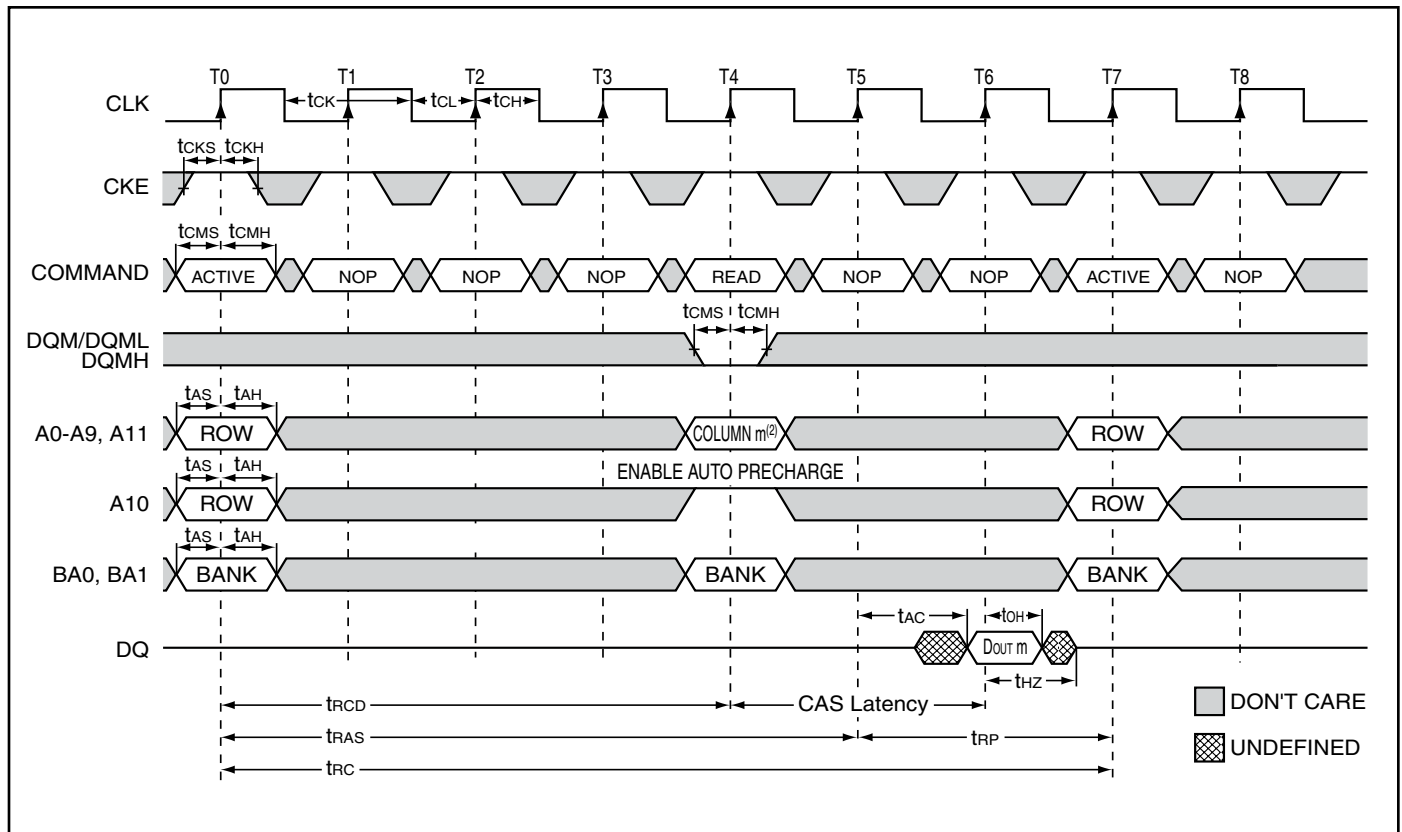 T0 T1 T2 T3 T4 T5 T6 T7 T8
CLK tCK tCL tCH
tCKS tCKH
CKE
tCMS tCMH
COMMAND ACTIVE NOP NOP NOP READ NOP NOP ACTIVE NOP
tCMS tCMH
DQM/DQML
DQMH
tAS tAH
A0-A9, A11 ROW COLUMN m(2) ROW
tAS tAH ENABLE AUTO PRECHARGE
A10 ROW ROW
tAS tAH
BA0, BA1 BANK BANK BANK
tAC tOH
DQ DOUT m
tHZ
tRCD CAS Latency DON'T CARE
tRAS tRP
UNDEFINED
tRC